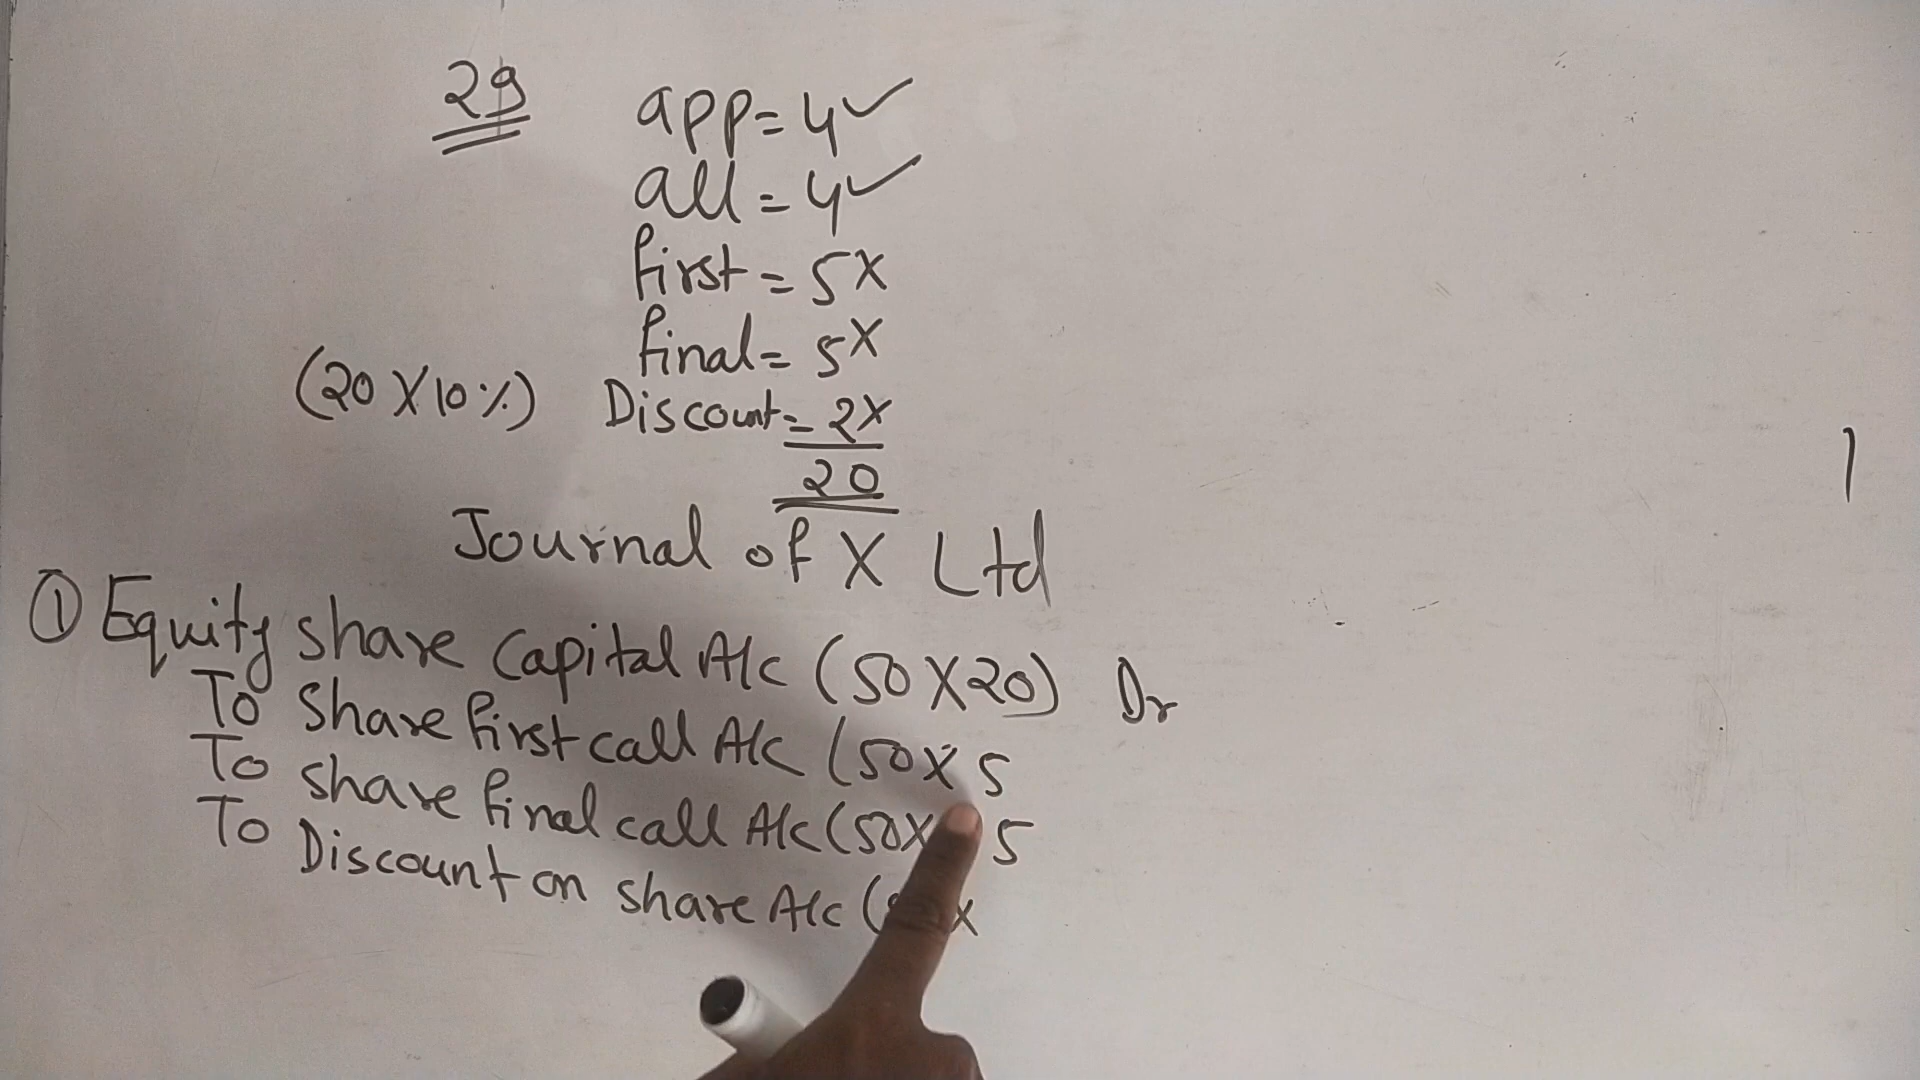 29
app = 4 ✓
all = 4 ✓
first = 5 X
final = 5 X
(20 X 10%) Discount = 2 X
20
Journal of X Ltd
① Equity share capital A/c (50 X 20) Dr
To share first call A/c (50 X 5
To share final call A/c (50 X 5
To Discount on share A/c ( X